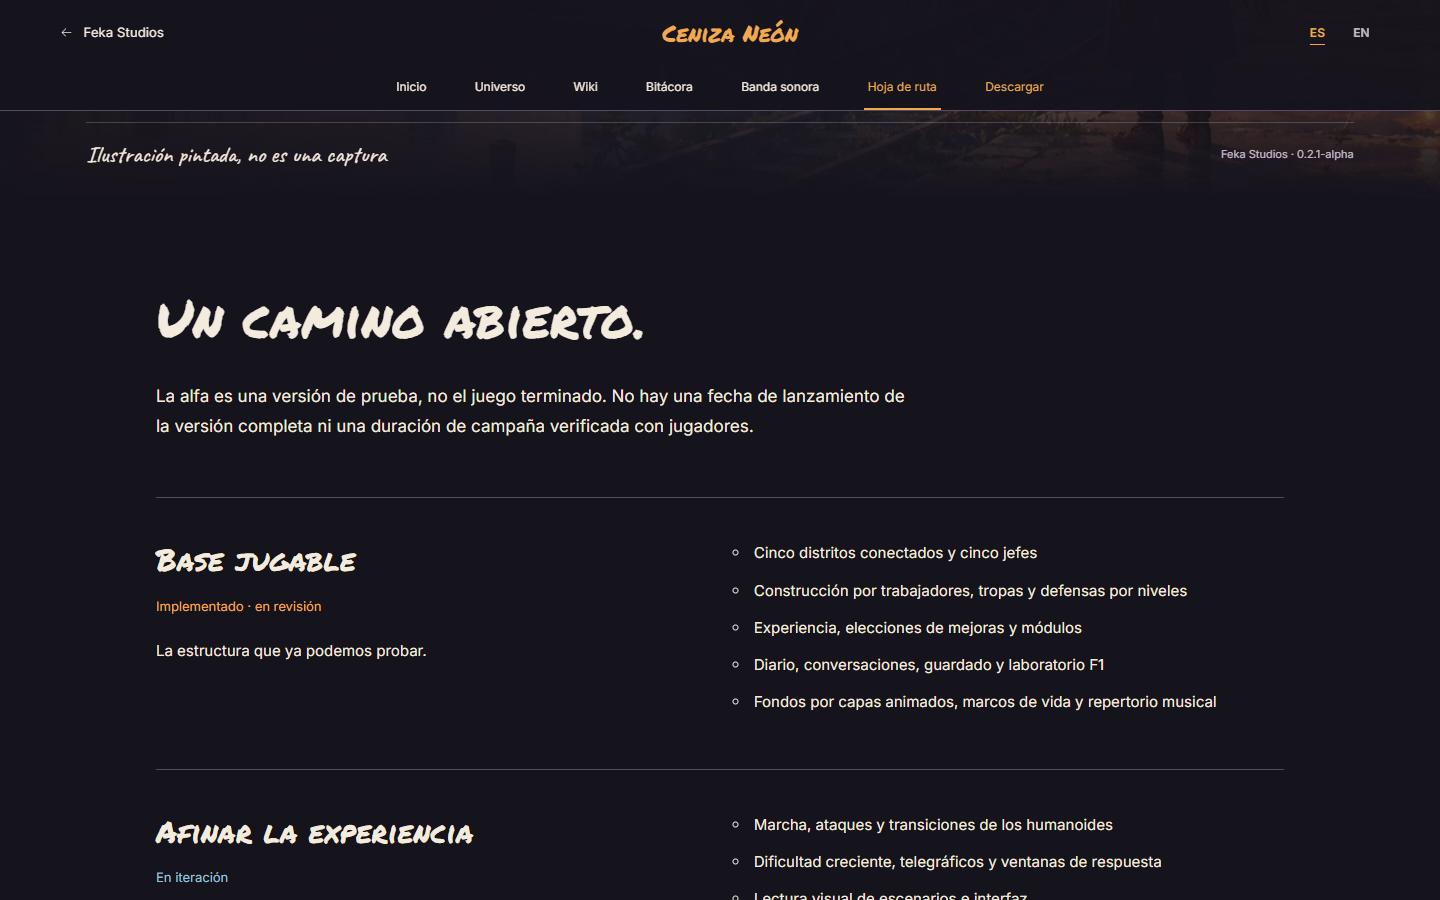 ← Feka Studios
Ceniza Neón
ES EN
Inicio Universo Wiki Bitácora Banda sonora Hoja de ruta Descargar
Ilustración pintada, no es una captura
Feka Studios · 0.2.1-alpha
Un camino abierto.
La alfa es una versión de prueba, no el juego terminado. No hay una fecha de lanzamiento de
la versión completa ni una duración de campaña verificada con jugadores.
Base jugable
Implementado · en revisión
La estructura que ya podemos probar.
Cinco distritos conectados y cinco jefes
Construcción por trabajadores, tropas y defensas por niveles
Experiencia, elecciones de mejoras y módulos
Diario, conversaciones, guardado y laboratorio F1
Fondos por capas animados, marcos de vida y repertorio musical
Afinar la experiencia
En iteración
Marcha, ataques y transiciones de los humanoides
Dificultad creciente, telegráficos y ventanas de respuesta
Lectura visual de escenarios e interfaz